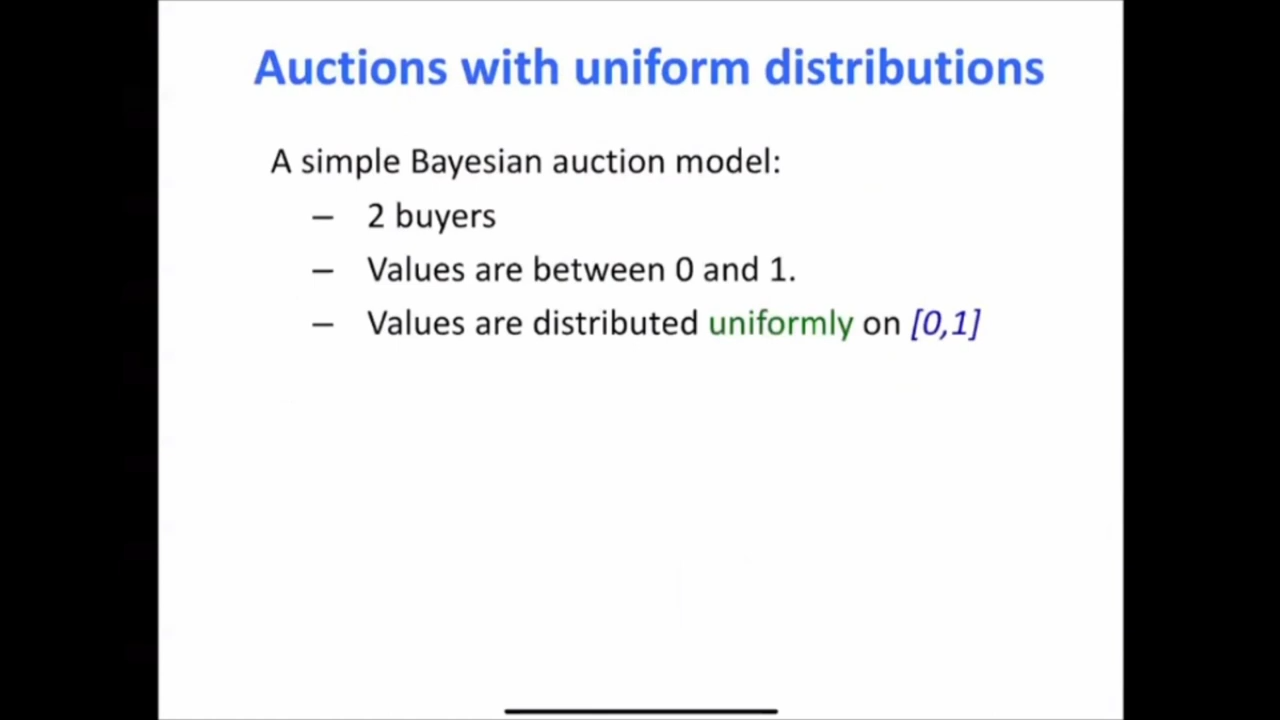 Auctions with uniform distributions
A simple Bayesian auction model:
– 2 buyers
– Values are between 0 and 1.
– Values are distributed uniformly on [0,1]